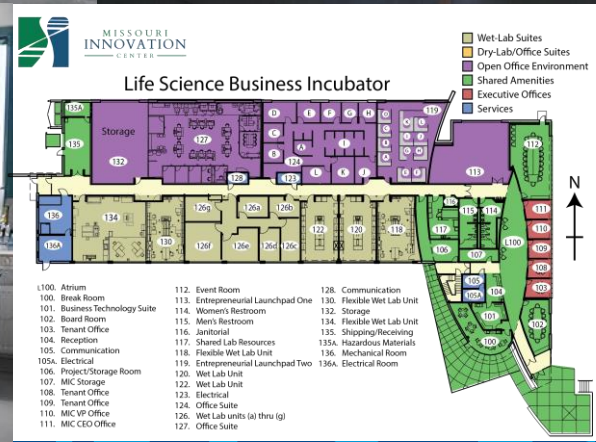 MISSOURI
INNOVATION
CENTER
Wet-Lab Suites
Dry-Lab/Office Suites
Open Office Environment
Shared Amenities
Executive Offices
Services
Life Science Business Incubator
135A
135
Storage
132
127
128
123
D
E
F
G
H
C
B
A
I
124
L
K
J
119
113
112
N
136
136A
134
130
126g
126a
126b
126f
126e
126d
126c
122
120
118
116
115
114
117
106
107
L100
111
110
109
108
103
105
105A
104
101
102
100
L100. Atrium
100. Break Room
101. Business Technology Suite
102. Board Room
103. Tenant Office
104. Reception
105. Communication
105A. Electrical
106. Project/Storage Room
107. MIC Storage
108. Tenant Office
109. Tenant Office
110. MIC VP Office
111. MIC CEO Office
112. Event Room
113. Entrepreneurial Launchpad One
114. Women's Restroom
115. Men's Restroom
116. Janitorial
117. Shared Lab Resources
118. Flexible Wet Lab Unit
119. Entrepreneurial Launchpad Two
120. Wet Lab Unit
122. Wet Lab Unit
123. Electrical
124. Office Suite
126. Wet Lab units (a) thru (g)
127. Office Suite
128. Communication
130. Flexible Wet Lab Unit
132. Storage
134. Flexible Wet Lab Unit
135. Shipping/Receiving
135A. Hazardous Materials
136. Mechanical Room
136A. Electrical Room